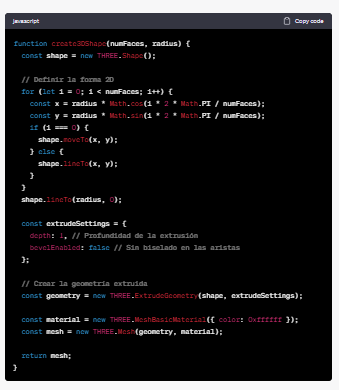 javascript
Copy code
function create3DShape(numFaces, radius) {
const shape = new THREE.Shape();
// Definir la forma 2D
for (let i = 0; i < numFaces; i++) {
const x = radius * Math.cos(i * 2 * Math.PI / numFaces);
const y = radius * Math.sin(i * 2 * Math.PI / numFaces);
if (i === 0) {
shape.moveTo(x, y);
} else {
shape.lineTo(x, y);
}
}
shape.lineTo(radius, 0);
const extrudeSettings = {
depth: 1, // Profundidad de la extrusión
bevelEnabled: false // Sin biselado en las aristas
};
// Crear la geometría extruida
const geometry = new THREE.ExtrudeGeometry(shape, extrudeSettings);
const material = new THREE.MeshBasicMaterial({ color: 0xffffff });
const mesh = new THREE.Mesh(geometry, material);
return mesh;
}